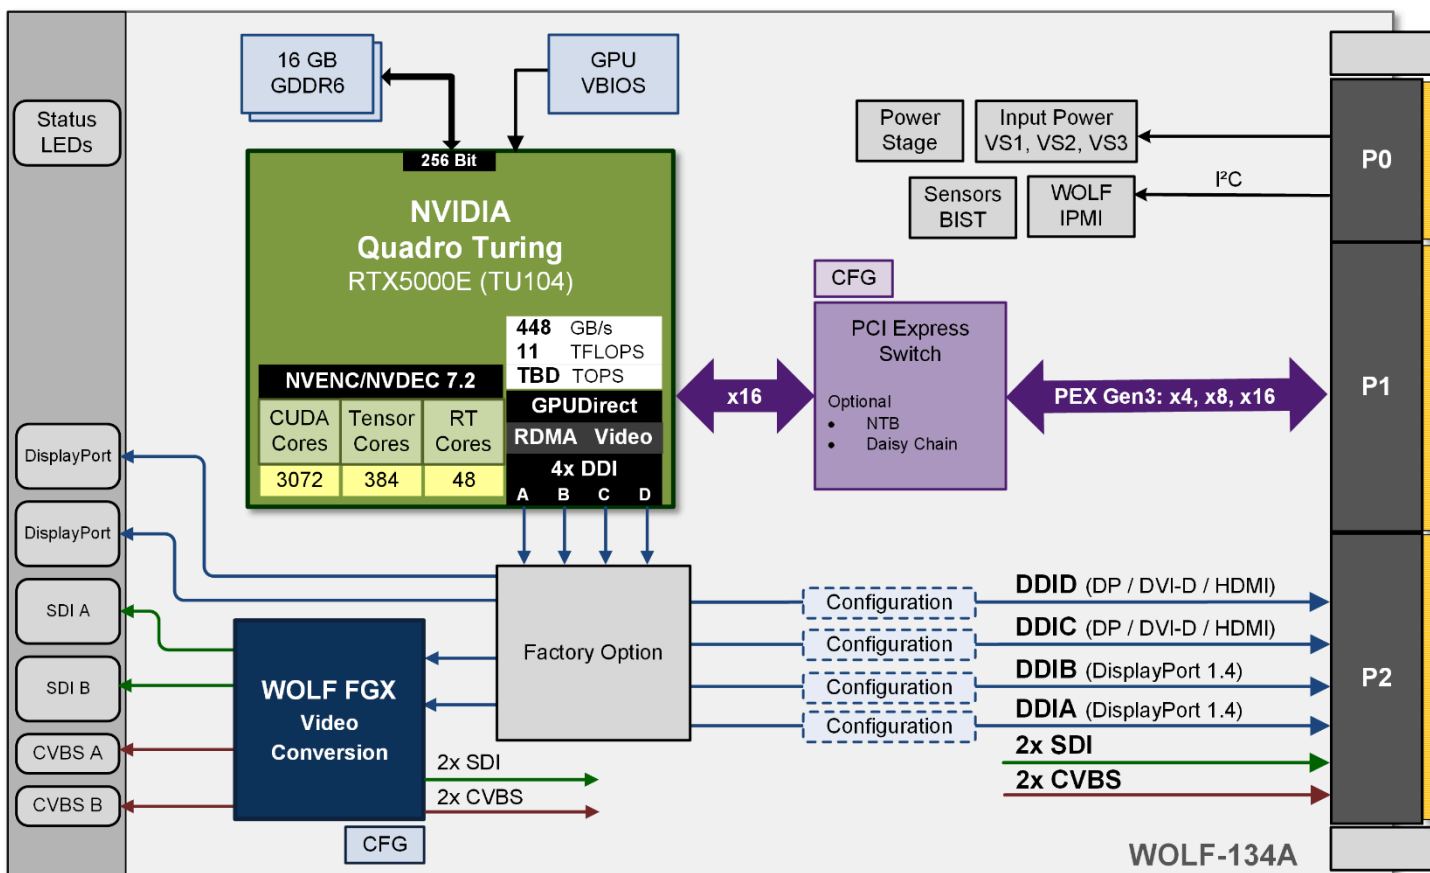 16 GB
GDDR6
GPU
VBIOS
Status
LEDs
Power
Stage
Input Power
VS1, VS2, VS3
P0
256 Bit
I²C
Sensors
BIST
WOLF
IPMI
NVIDIA
Quadro Turing
RTX5000E (TU104)
CFG
448 GB/s
11 TFLOPS
TBD TOPS
PCI Express
Switch
Optional
• NTB
• Daisy Chain
x16
PEX Gen3: x4, x8, x16
P1
NVENC/NVDEC 7.2
CUDA
Cores
Tensor
Cores
RT
Cores
3072
384
48
GPUDirect
RDMA Video
4x DDI
A B C D
DisplayPort
DisplayPort
SDI A
SDI B
CVBS A
CVBS B
Factory Option
WOLF FGX
Video
Conversion
2x SDI
2x CVBS
CFG
Configuration
DDID (DP / DVI-D / HDMI)
Configuration
DDIC (DP / DVI-D / HDMI)
Configuration
DDIB (DisplayPort 1.4)
Configuration
DDIA (DisplayPort 1.4)
2x SDI
2x CVBS
P2
WOLF-134A